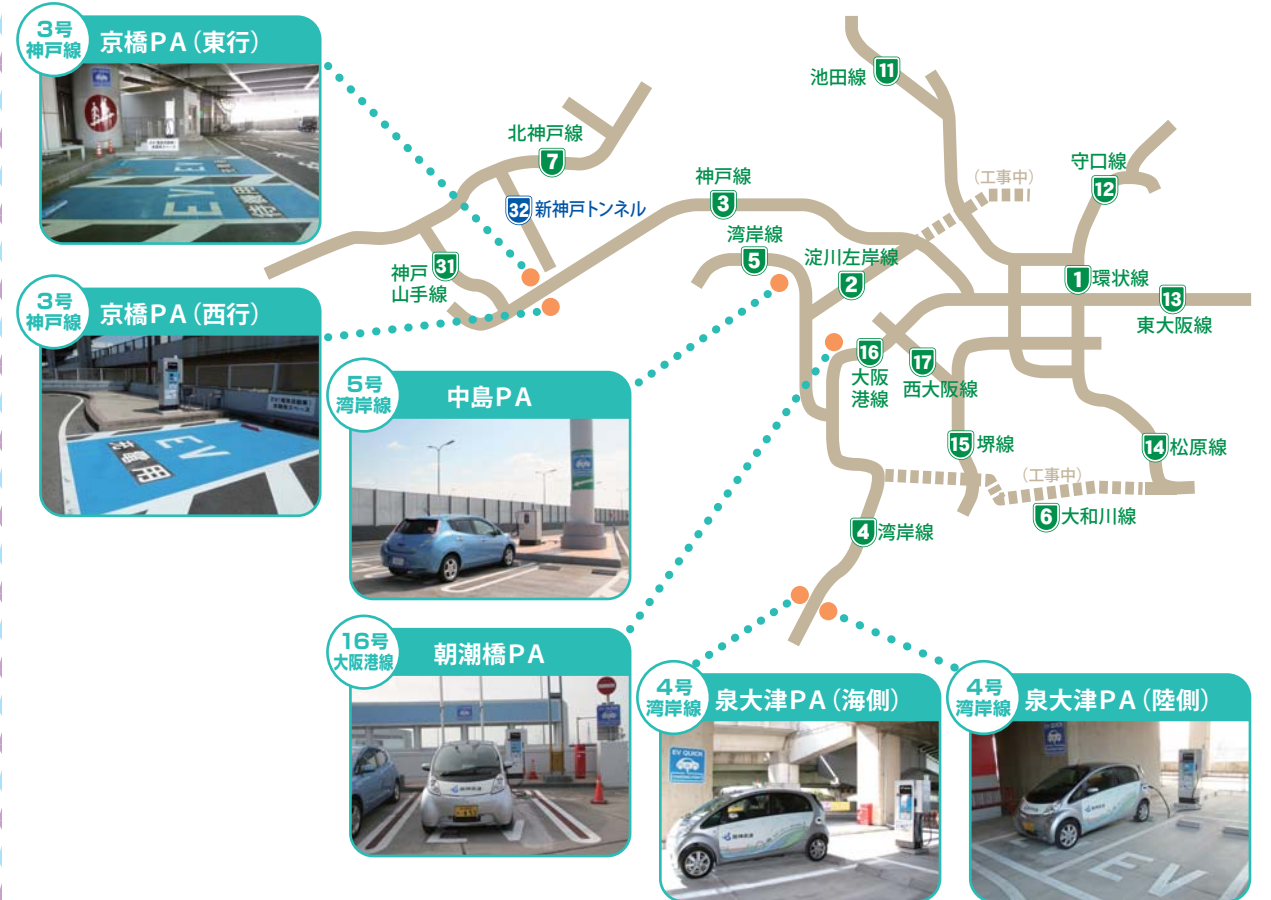 3号
神戸線
京橋PA（東行）
EV
充電用
3号
神戸線
京橋PA（西行）
EV
充電用
5号
湾岸線
中島PA
16号
大阪港線
朝潮橋PA
4号
湾岸線
泉大津PA（海側）
EV QUICK
4号
湾岸線
泉大津PA（陸側）
EV
池田線 11
北神戸線
7
32 新神戸トンネル
神戸線
3
湾岸線
5
淀川左岸線
2
（工事中）
守口線
12
神戸
山手線
31
1 環状線
13
東大阪線
16
大阪
港線
17
西大阪線
15 堺線
14 松原線
（工事中）
6 大和川線
4 湾岸線